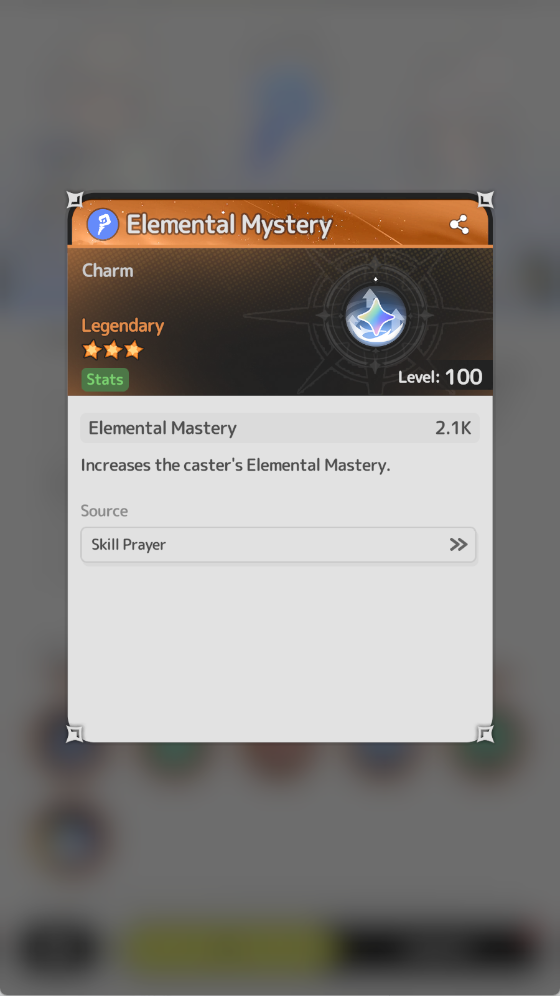 Elemental Mystery
Charm
Legendary
Stats
Level: 100
Elemental Mastery 2.1K
Increases the caster's Elemental Mastery.
Source
Skill Prayer